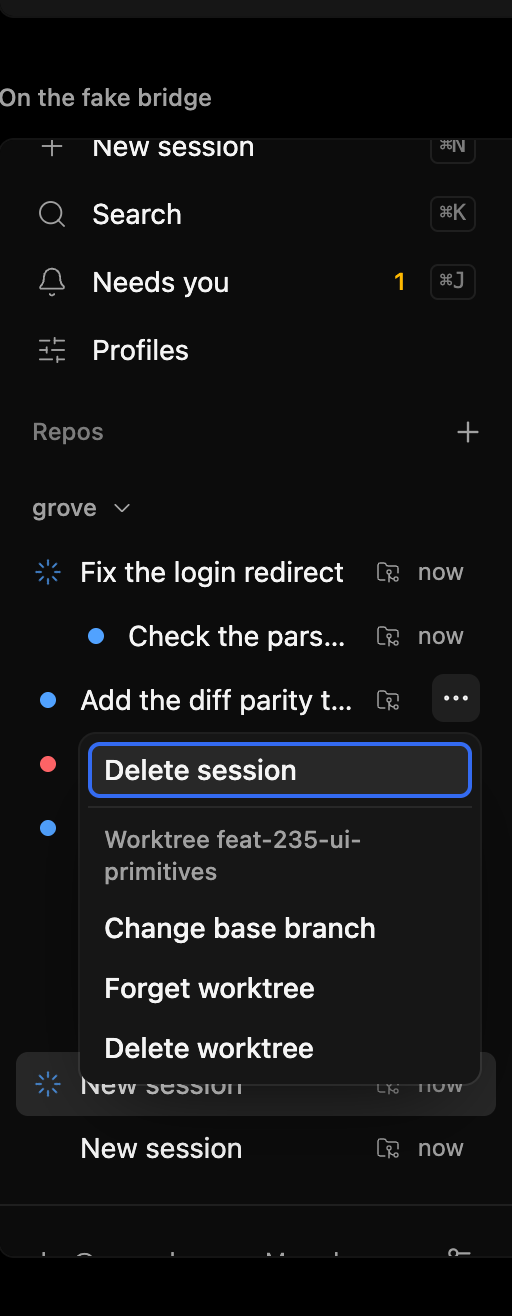 On the fake bridge
New session ⌘N
Search ⌘K
Needs you 1 ⌘J
Profiles
Repos
grove
Fix the login redirect now
Check the pars... now
Add the diff parity t...
Delete session
Worktree feat-235-ui-
primitives
Change base branch
Forget worktree
Delete worktree
New session now
New session now